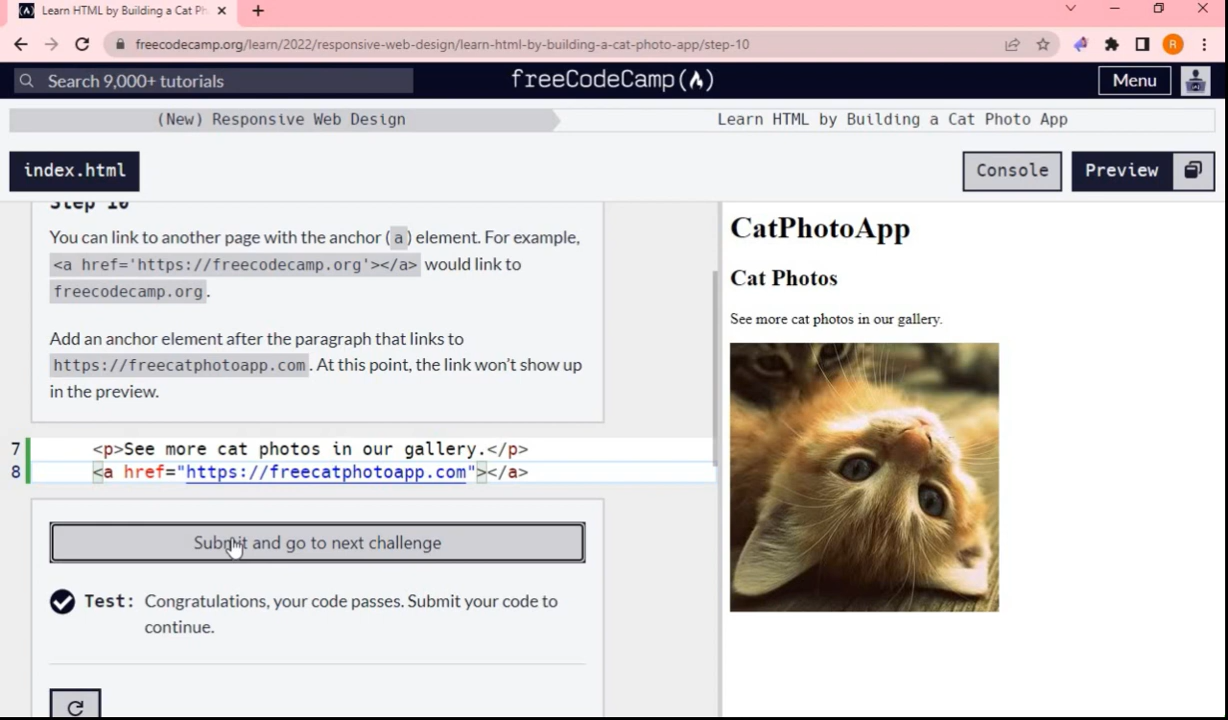 Learn HTML by Building a Cat Ph
freecodecamp.org/learn/2022/responsive-web-design/learn-html-by-building-a-cat-photo-app/step-10
R
Search 9,000+ tutorials
freeCodeCamp
Menu
(New) Responsive Web Design
Learn HTML by Building a Cat Photo App
index.html
Console
Preview
Step 10
You can link to another page with the anchor (a) element. For example,
<a href='https://freecodecamp.org'></a> would link to
freecodecamp.org.
Add an anchor element after the paragraph that links to
https://freecatphotoapp.com. At this point, the link won't show up
in the preview.
7 <p>See more cat photos in our gallery.</p>
8 <a href="https://freecatphotoapp.com"></a>
Submit and go to next challenge
Test: Congratulations, your code passes. Submit your code to
continue.
CatPhotoApp
Cat Photos
See more cat photos in our gallery.